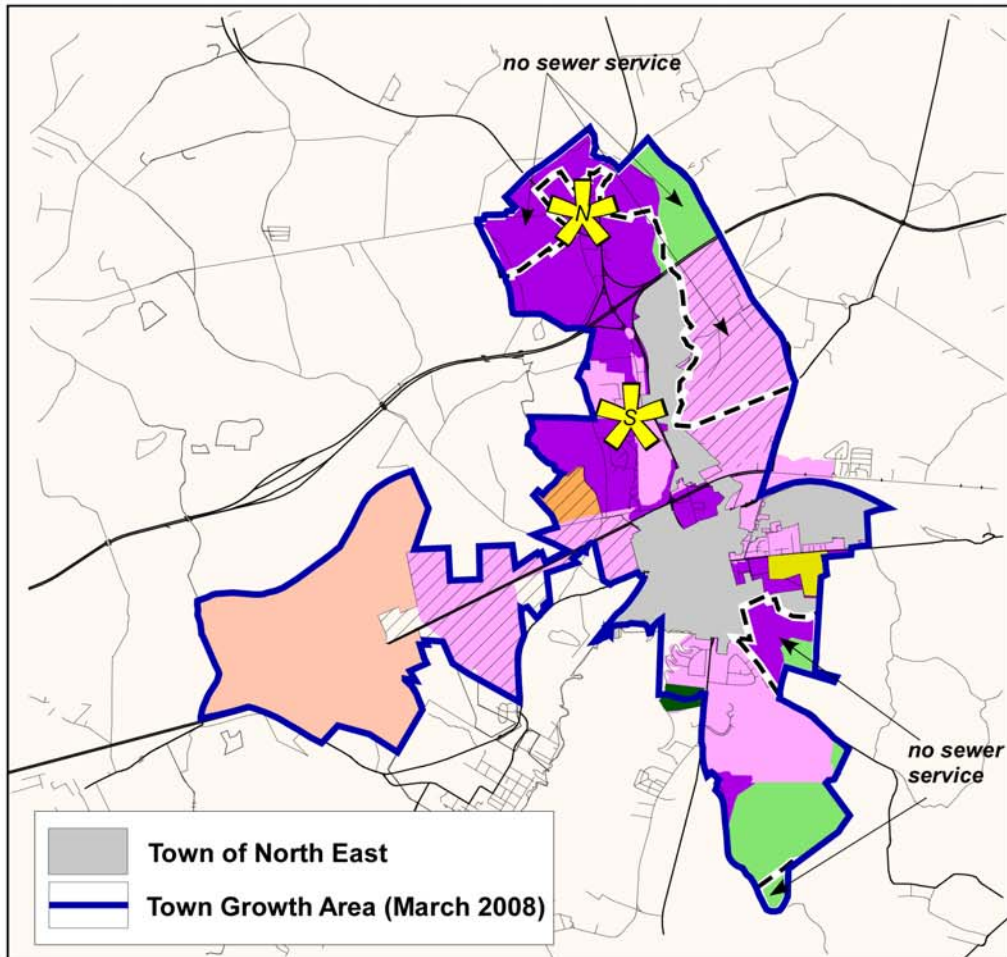 no sewer service
N
S
no sewer
service
Town of North East
Town Growth Area (March 2008)